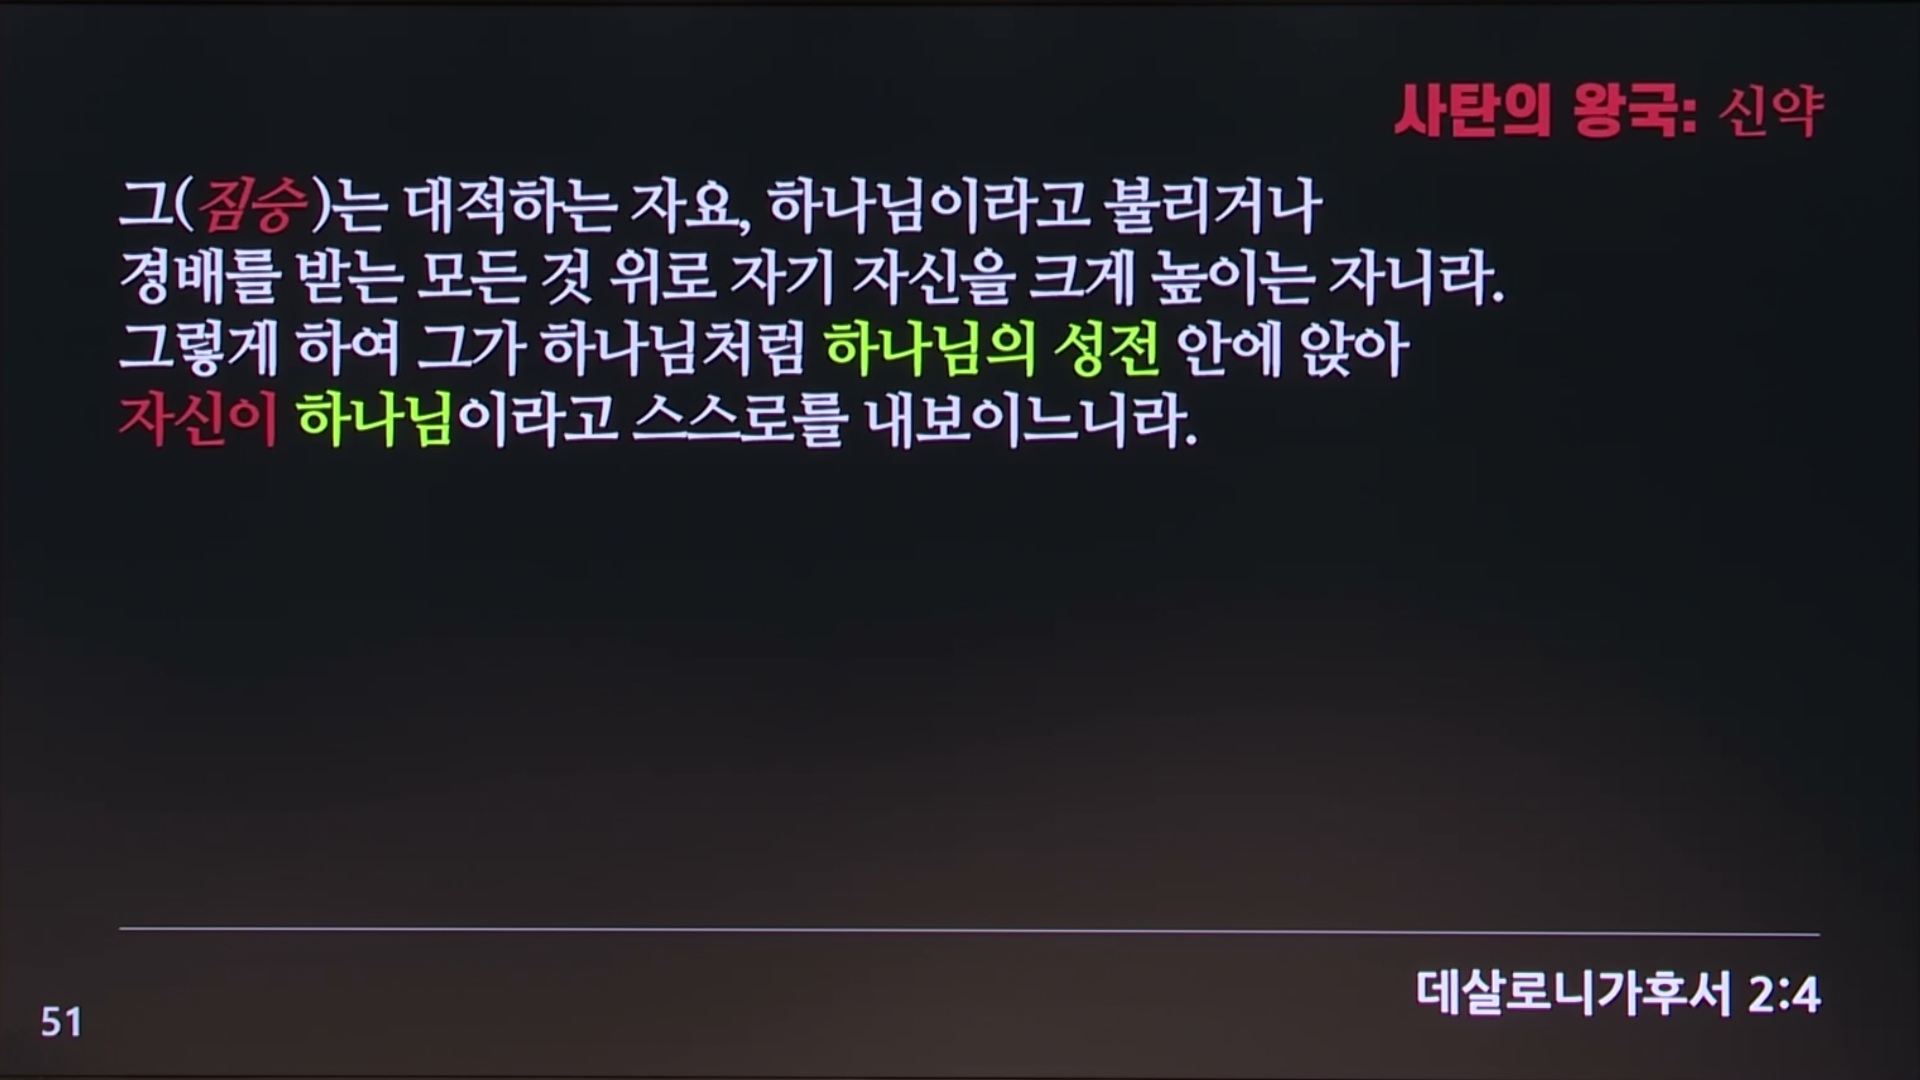 사탄의 왕국: 신약
그(짐승)는 대적하는 자요, 하나님이라고 불리거나
경배를 받는 모든 것 위로 자기 자신을 크게 높이는 자니라.
그렇게 하여 그가 하나님처럼 하나님의 성전 안에 앉아
자신이 하나님이라고 스스로를 내보이느니라.
데살로니가후서 2:4
51